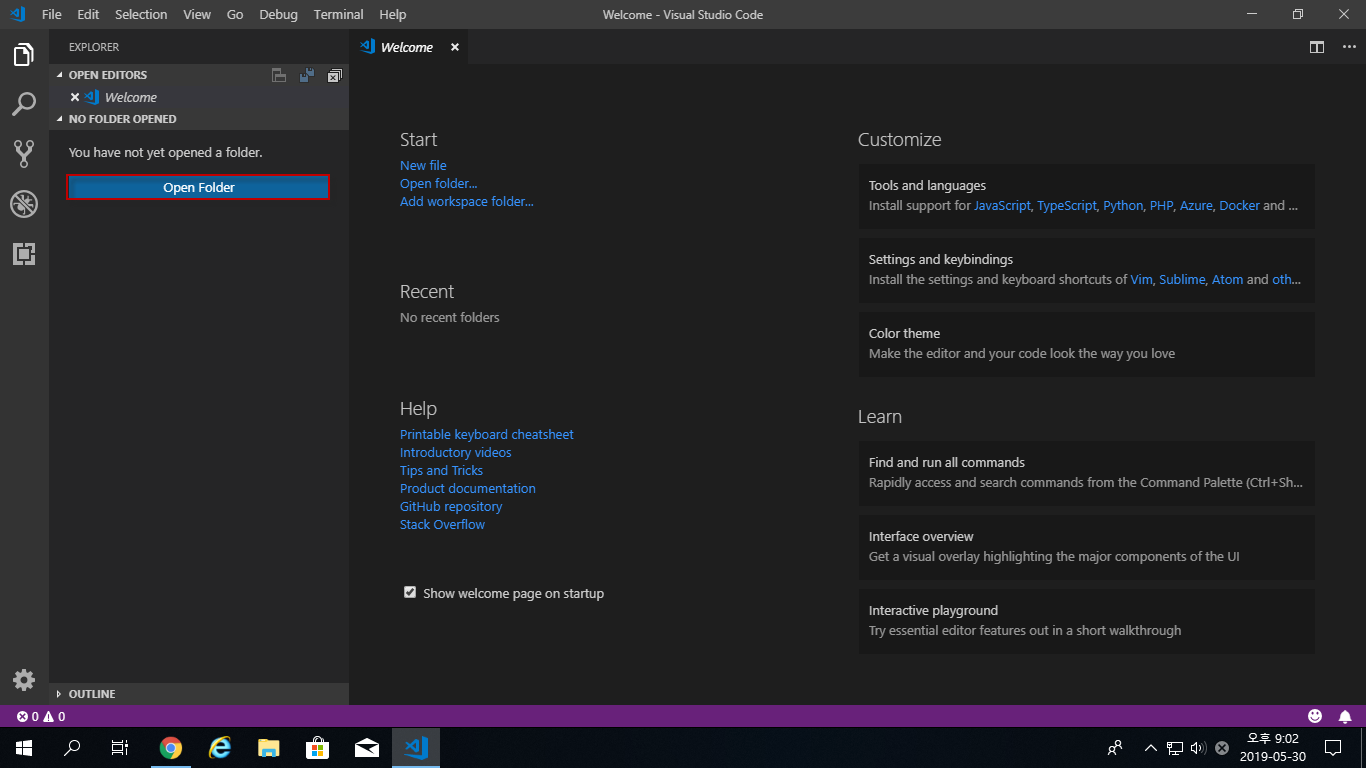 File Edit Selection View Go Debug Terminal Help
Welcome - Visual Studio Code
EXPLORER
OPEN EDITORS
Welcome
NO FOLDER OPENED
You have not yet opened a folder.
Open Folder
OUTLINE
Welcome
Start
New file
Open folder...
Add workspace folder...
Recent
No recent folders
Help
Printable keyboard cheatsheet
Introductory videos
Tips and Tricks
Product documentation
GitHub repository
Stack Overflow
Show welcome page on startup
Customize
Tools and languages
Install support for JavaScript, TypeScript, Python, PHP, Azure, Docker and ...
Settings and keybindings
Install the settings and keyboard shortcuts of Vim, Sublime, Atom and oth...
Color theme
Make the editor and your code look the way you love
Learn
Find and run all commands
Rapidly access and search commands from the Command Palette (Ctrl+Sh...
Interface overview
Get a visual overlay highlighting the major components of the UI
Interactive playground
Try essential editor features out in a short walkthrough
0 0
오후 9:02
2019-05-30